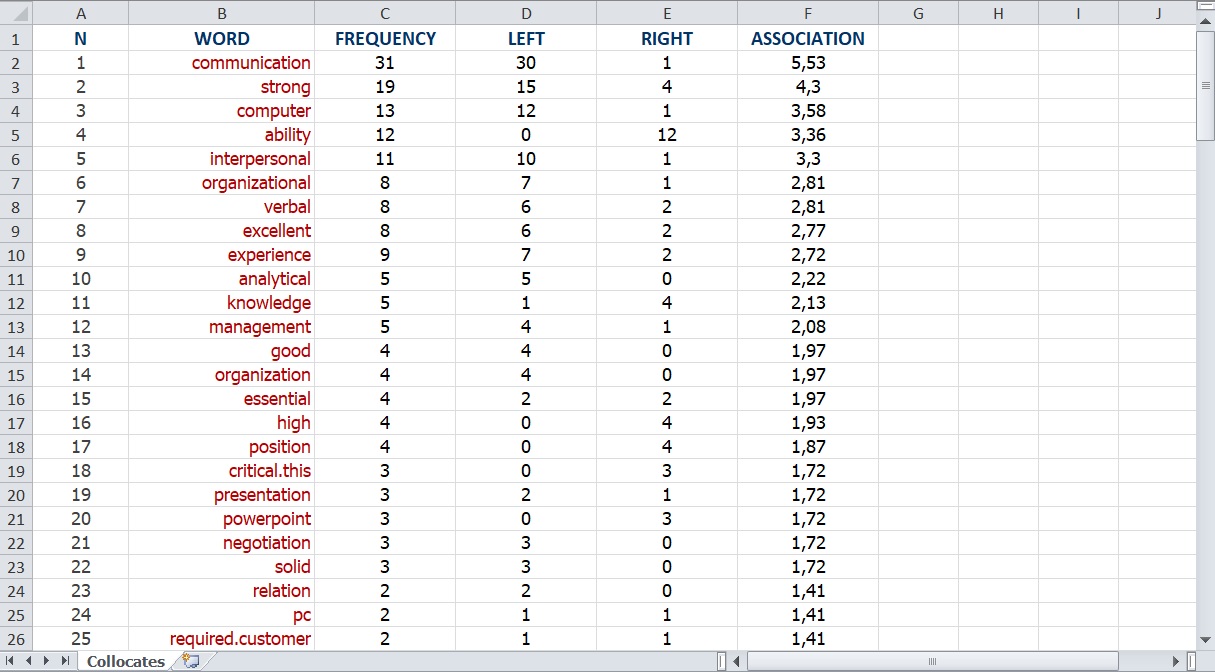 A B C D E F G H I J
1 N WORD FREQUENCY LEFT RIGHT ASSOCIATION
2 1 communication 31 30 1 5,53
3 2 strong 19 15 4 4,3
4 3 computer 13 12 1 3,58
5 4 ability 12 0 12 3,36
6 5 interpersonal 11 10 1 3,3
7 6 organizational 8 7 1 2,81
8 7 verbal 8 6 2 2,81
9 8 excellent 8 6 2 2,77
10 9 experience 9 7 2 2,72
11 10 analytical 5 5 0 2,22
12 11 knowledge 5 1 4 2,13
13 12 management 5 4 1 2,08
14 13 good 4 4 0 1,97
15 14 organization 4 4 0 1,97
16 15 essential 4 2 2 1,97
17 16 high 4 0 4 1,93
18 17 position 4 0 4 1,87
19 18 critical.this 3 0 3 1,72
20 19 presentation 3 2 1 1,72
21 20 powerpoint 3 0 3 1,72
22 21 negotiation 3 3 0 1,72
23 22 solid 3 3 0 1,72
24 23 relation 2 2 0 1,41
25 24 pc 2 1 1 1,41
26 25 required.customer 2 1 1 1,41
Collocates